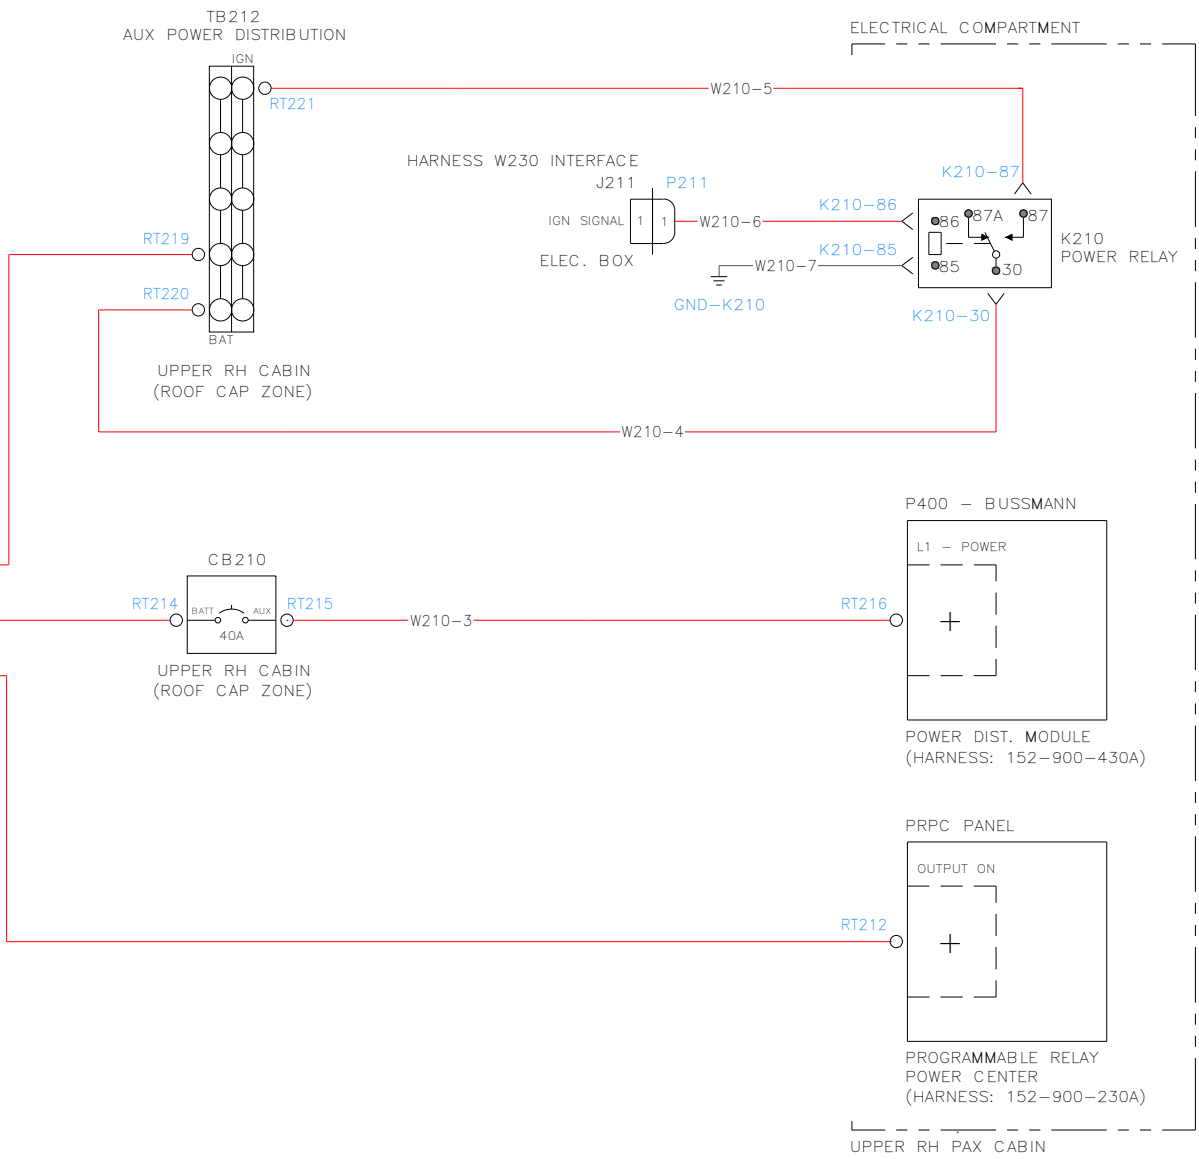 TB212
AUX POWER DISTRIBUTION
IGN
RT221
W210-5
ELECTRICAL COMPARTMENT
HARNESS W230 INTERFACE
J211 P211
IGN SIGNAL 1 1
W210-6
ELEC. BOX
W210-7
GND-K210
K210-87
K210-86
K210-85
86 87A 87
85 30
K210
POWER RELAY
K210-30
RT219
RT220
BAT
UPPER RH CABIN
(ROOF CAP ZONE)
W210-4
CB210
RT214 BATT AUX RT215
40A
W210-3
UPPER RH CABIN
(ROOF CAP ZONE)
P400 - BUSSMANN
L1 - POWER
RT216
+
POWER DIST. MODULE
(HARNESS: 152-900-430A)
PRPC PANEL
OUTPUT ON
RT212
+
PROGRAMMABLE RELAY
POWER CENTER
(HARNESS: 152-900-230A)
UPPER RH PAX CABIN